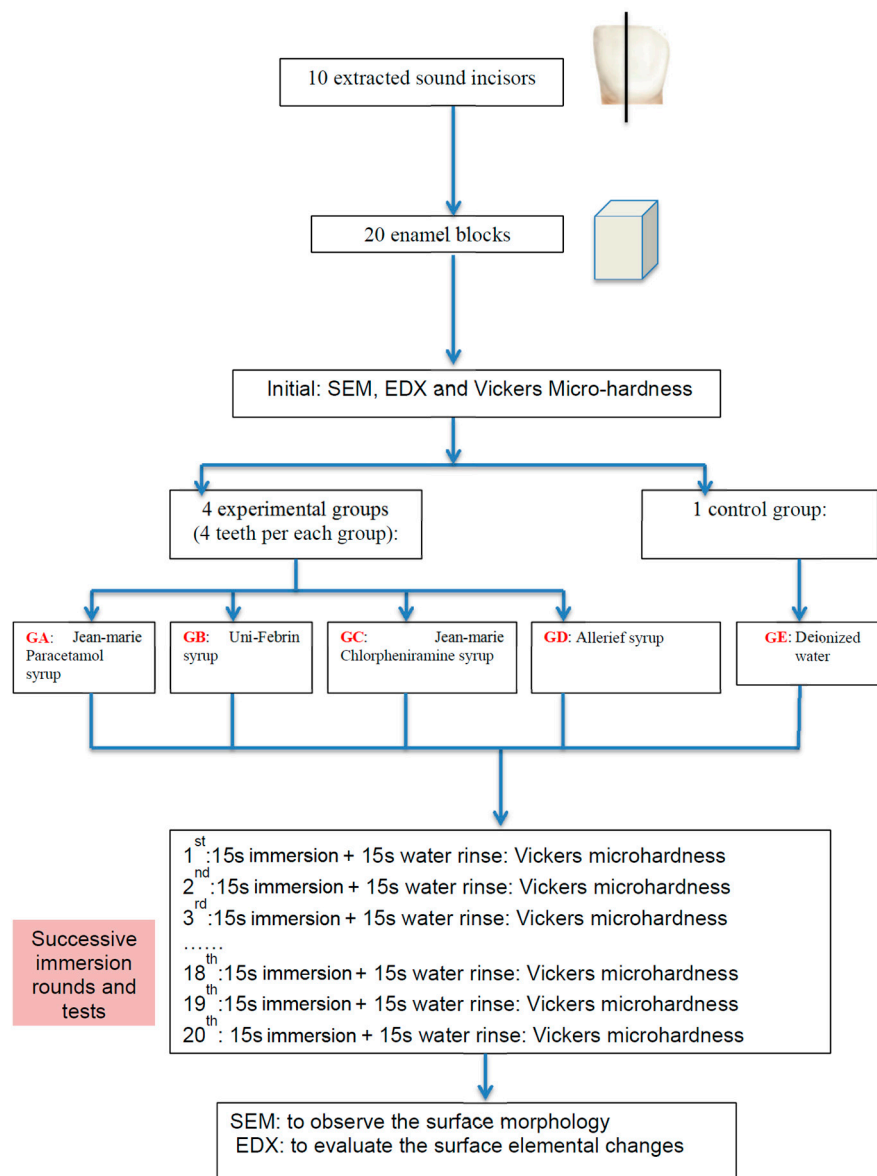 10 extracted sound incisors
20 enamel blocks
Initial: SEM, EDX and Vickers Micro-hardness
4 experimental groups
(4 teeth per each group):
1 control group:
GA: Jean-marie
Paracetamol
syrup
GB: Uni-Febrin
syrup
GC: Jean-marie
Chlorpheniramine syrup
GD: Allerief syrup
GE: Deionized
water
Successive
immersion
rounds and
tests
1st:15s immersion + 15s water rinse: Vickers microhardness
2nd:15s immersion + 15s water rinse: Vickers microhardness
3rd:15s immersion + 15s water rinse: Vickers microhardness
……
18th:15s immersion + 15s water rinse: Vickers microhardness
19th:15s immersion + 15s water rinse: Vickers microhardness
20th: 15s immersion + 15s water rinse: Vickers microhardness
SEM: to observe the surface morphology
EDX: to evaluate the surface elemental changes